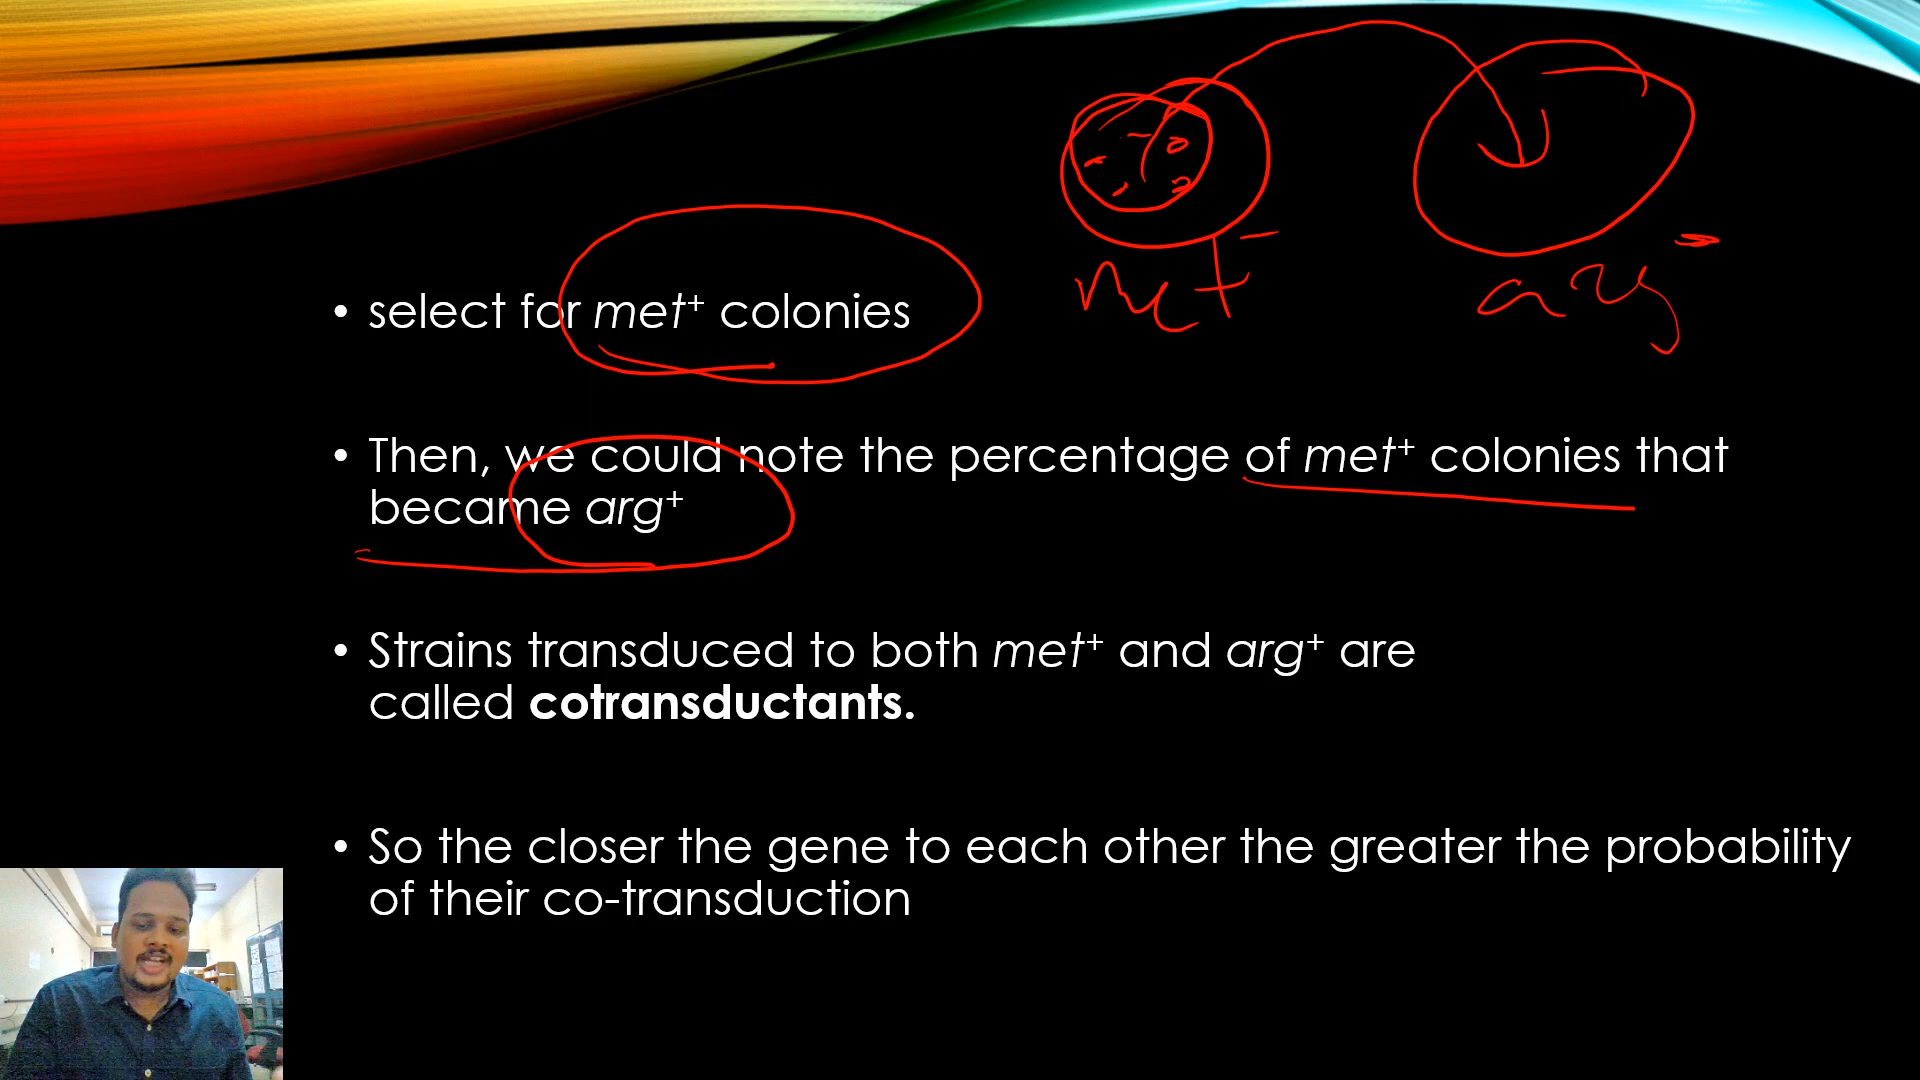 met⁻ arg⁻
• select for met⁺ colonies
• Then, we could note the percentage of met⁺ colonies that
became arg⁺
• Strains transduced to both met⁺ and arg⁺ are
called cotransductants.
• So the closer the gene to each other the greater the probability
of their co-transduction